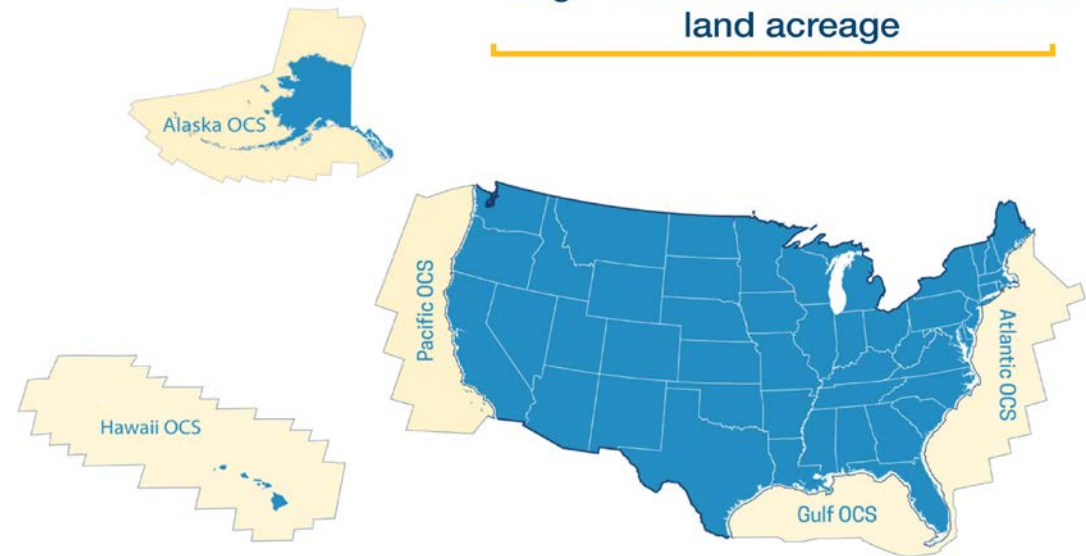 land acreage
Alaska OCS
Pacific OCS
Atlantic OCS
Hawaii OCS
Gulf OCS